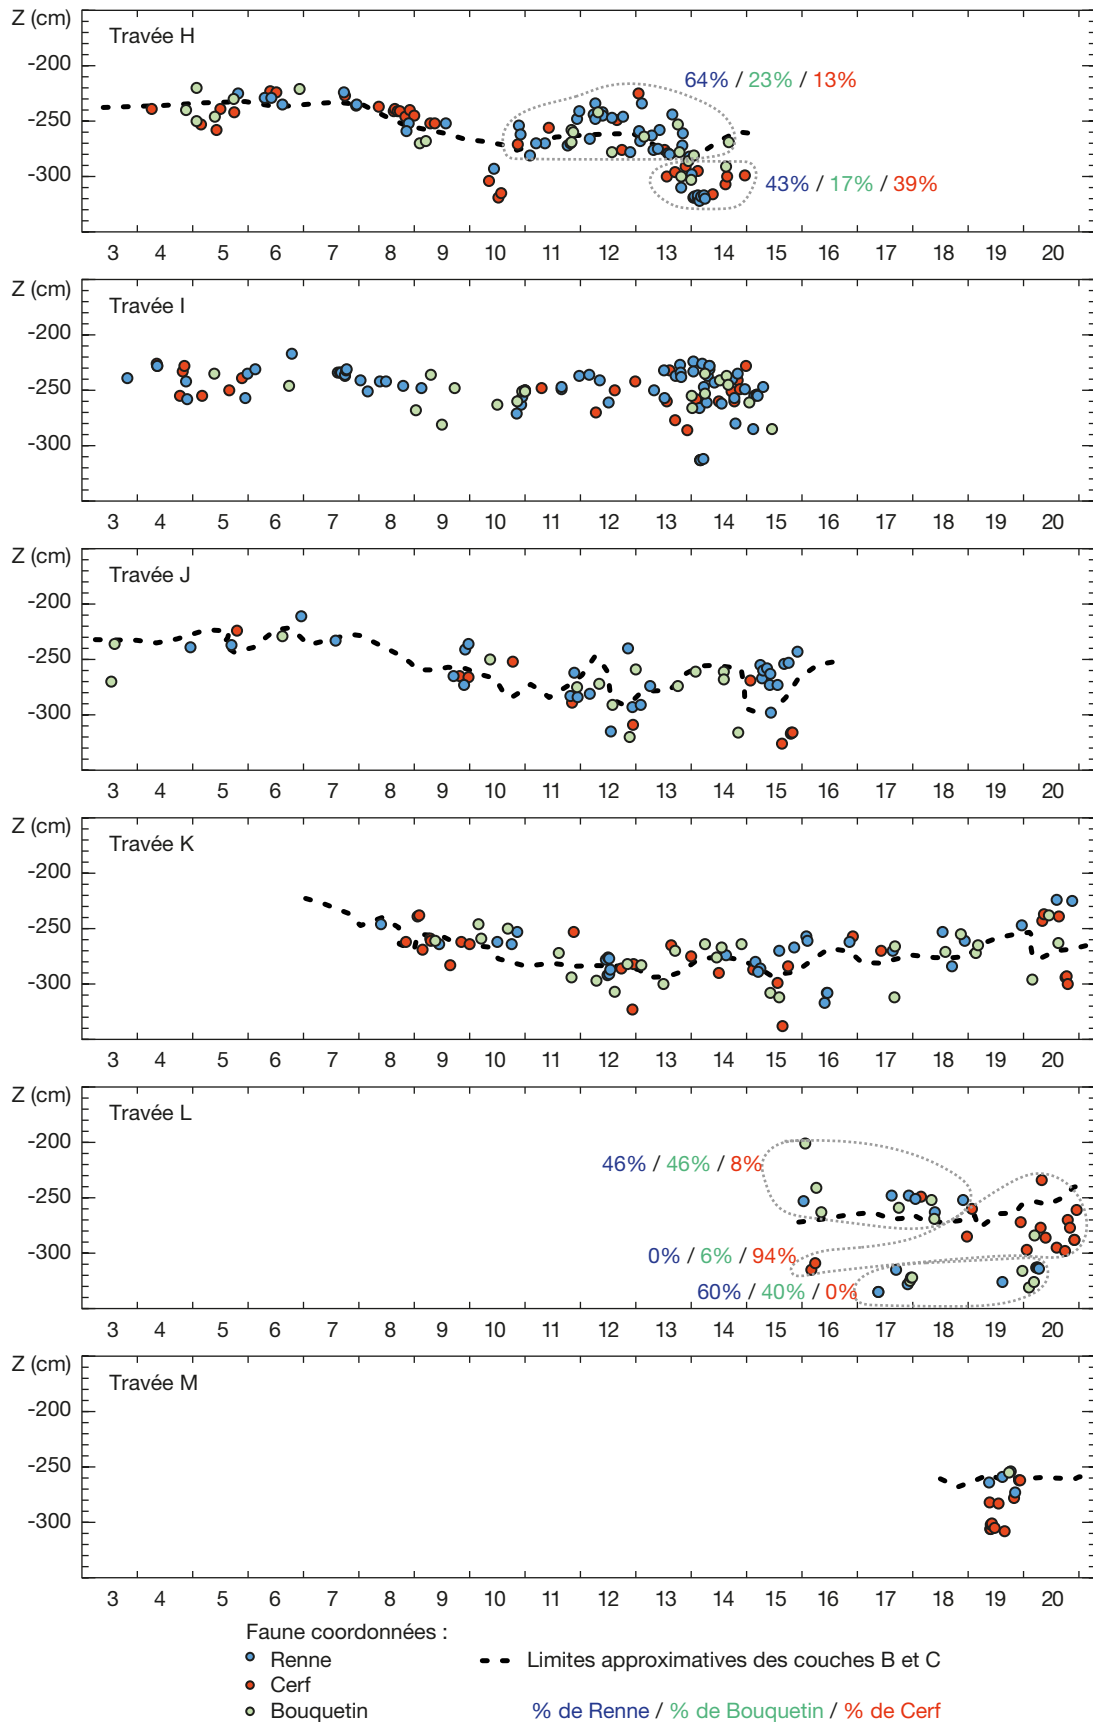 Z (cm)
Travée H
-200
-250
-300
64% / 23% / 13%
43% / 17% / 39%
3 4 5 6 7 8 9 10 11 12 13 14 15 16 17 18 19 20
Z (cm)
Travée I
-200
-250
-300
3 4 5 6 7 8 9 10 11 12 13 14 15 16 17 18 19 20
Z (cm)
Travée J
-200
-250
-300
3 4 5 6 7 8 9 10 11 12 13 14 15 16 17 18 19 20
Z (cm)
Travée K
-200
-250
-300
3 4 5 6 7 8 9 10 11 12 13 14 15 16 17 18 19 20
Z (cm)
Travée L
-200
-250
-300
46% / 46% / 8%
0% / 6% / 94%
60% / 40% / 0%
3 4 5 6 7 8 9 10 11 12 13 14 15 16 17 18 19 20
Z (cm)
Travée M
-200
-250
-300
3 4 5 6 7 8 9 10 11 12 13 14 15 16 17 18 19 20
Faune coordonnées :
Renne
Cerf
Bouquetin
Limites approximatives des couches B et C
% de Renne / % de Bouquetin / % de Cerf